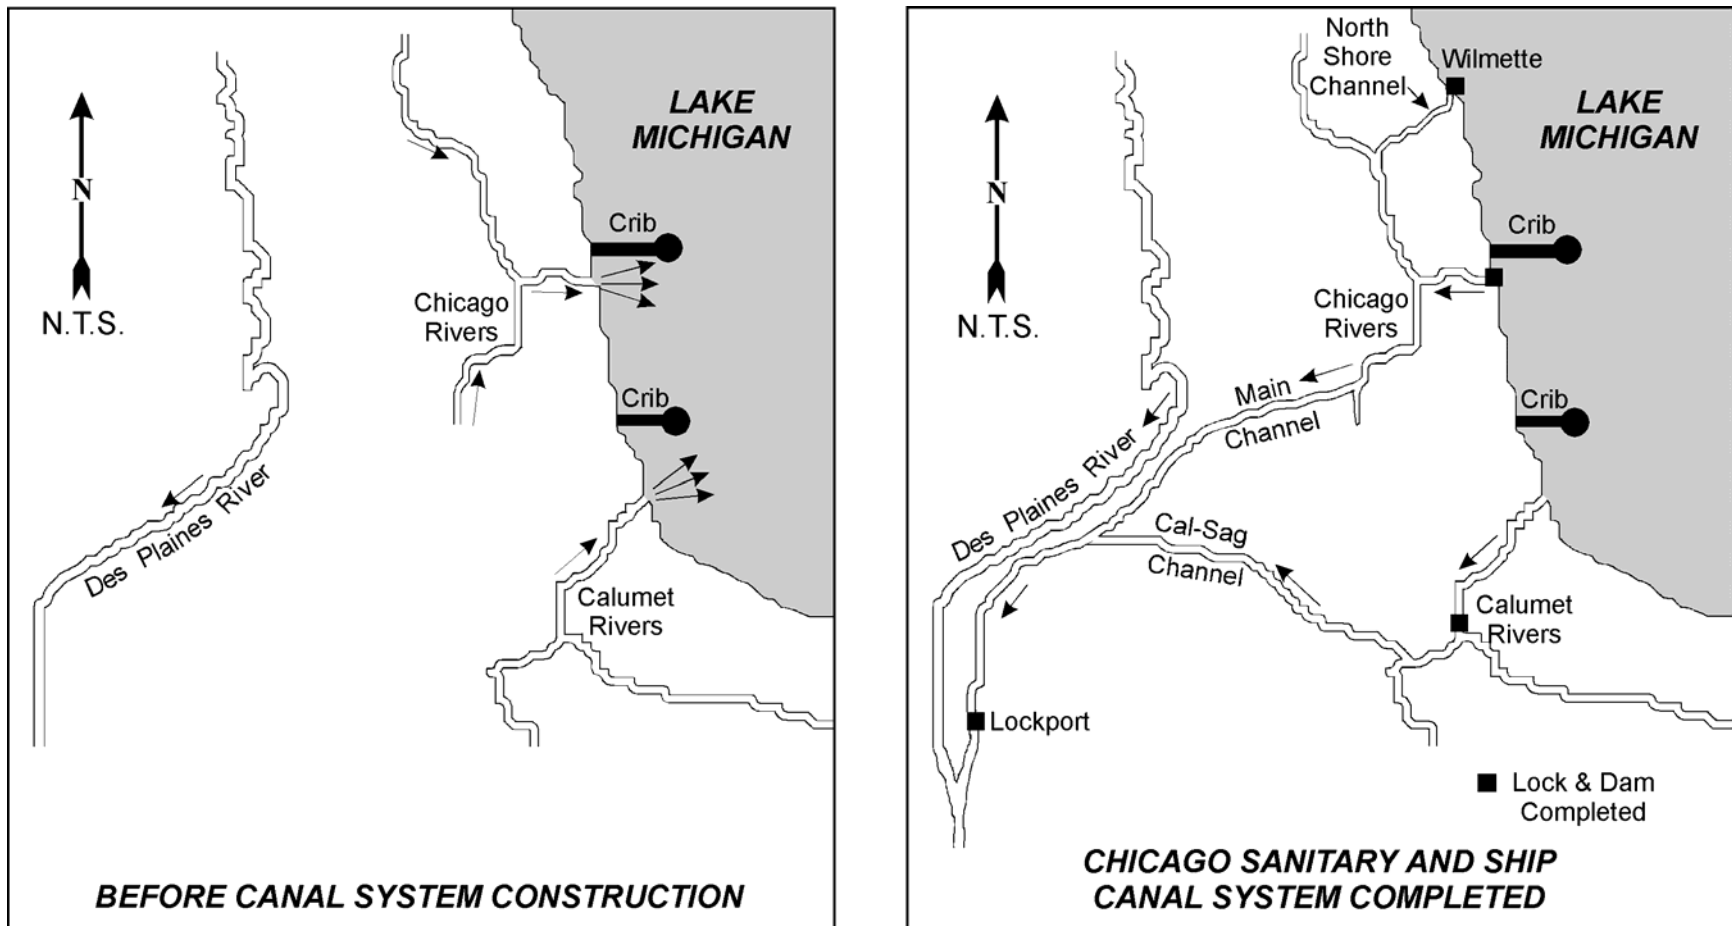 LAKE
MICHIGAN
N
N.T.S.
Crib
Chicago
Rivers
Crib
Des Plaines River
Calumet
Rivers
BEFORE CANAL SYSTEM CONSTRUCTION
North
Shore
Channel
Wilmette
LAKE
MICHIGAN
N
N.T.S.
Crib
Chicago
Rivers
Main
Channel
Crib
Des Plaines River
Cal-Sag
Channel
Calumet
Rivers
Lockport
Lock & Dam
Completed
CHICAGO SANITARY AND SHIP
CANAL SYSTEM COMPLETED